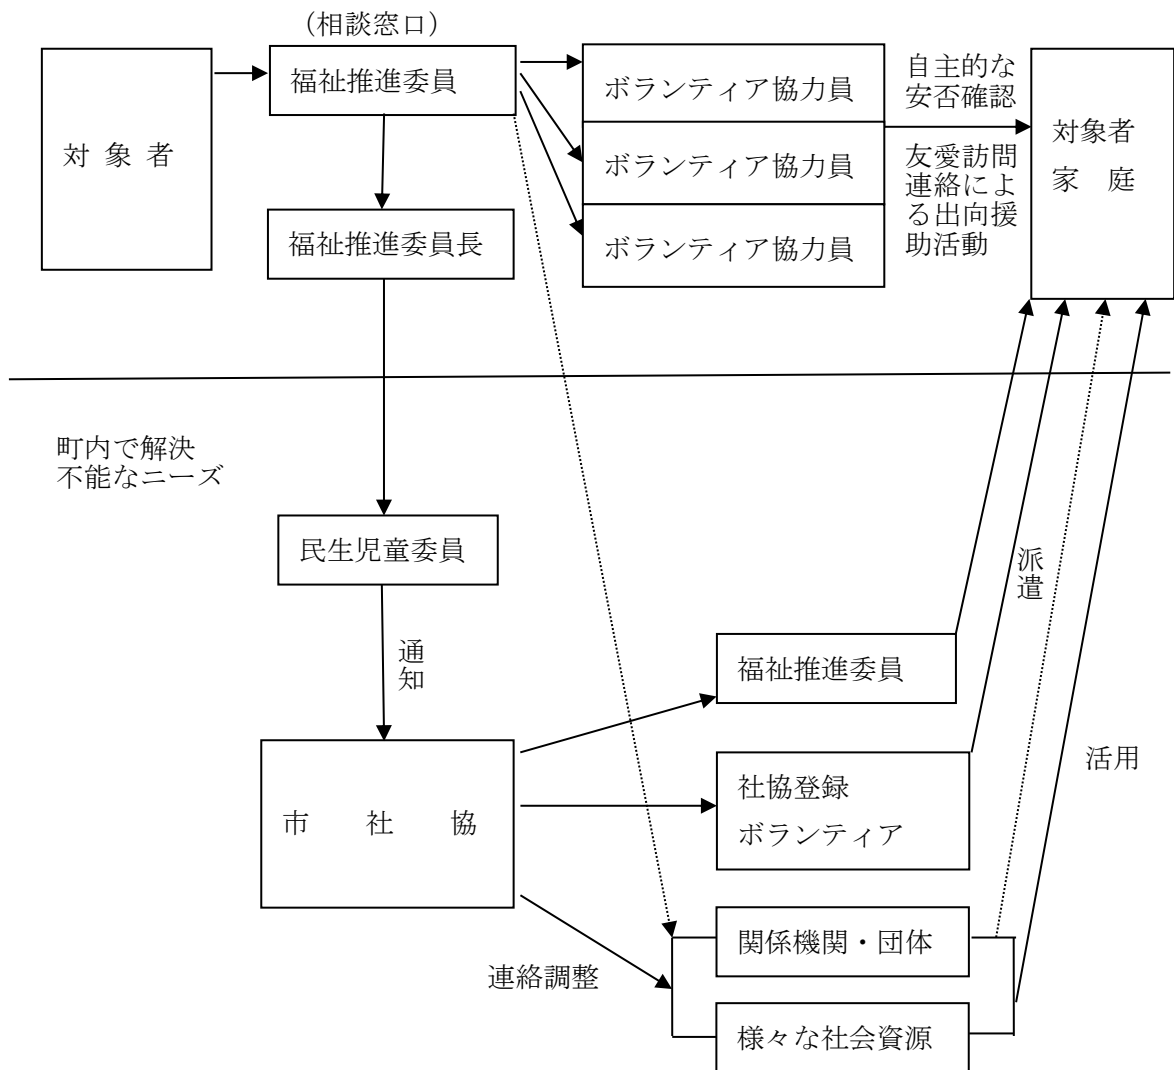 （相談窓口）
対 象 者
福祉推進委員
ボランティア協力員
ボランティア協力員
ボランティア協力員
自主的な
安否確認
友愛訪問
連絡によ
る出向援
助活動
対象者
家　庭
福祉推進委員長
町内で解決
不能なニーズ
民生児童委員
通知
市　社　協
福祉推進委員
派遣
社協登録
ボランティア
活用
関係機関・団体
連絡調整
様々な社会資源